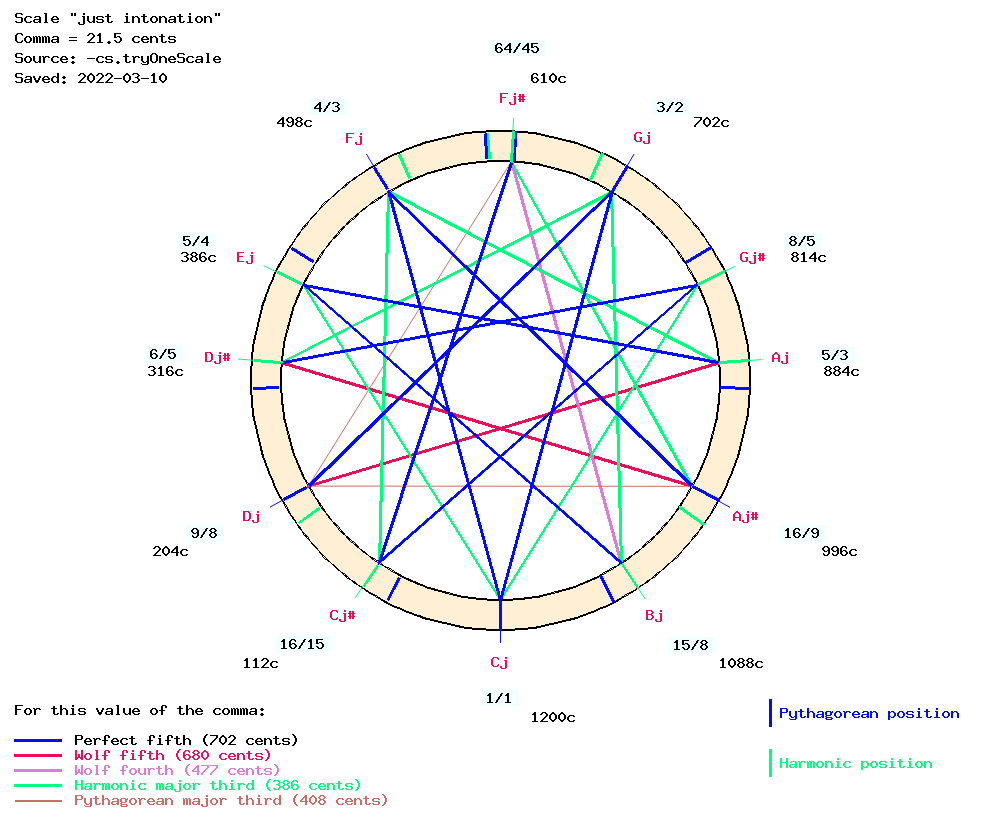 Scale "just intonation"
Comma = 21.5 cents
Source: -cs.tryOneScale
Saved: 2022-03-10
64/45
610c
Fj#
4/3
498c
Fj
3/2
702c
Gj
5/4
386c
Ej
8/5
814c
Gj#
6/5
316c
Dj#
5/3
884c
Aj
Dj
9/8
204c
Aj#
16/9
996c
Cj#
16/15
112c
Bj
15/8
1088c
Cj
1/1
1200c
For this value of the comma:
Perfect fifth (702 cents)
Wolf fifth (680 cents)
Wolf fourth (477 cents)
Harmonic major third (386 cents)
Pythagorean major third (408 cents)
Pythagorean position
Harmonic position